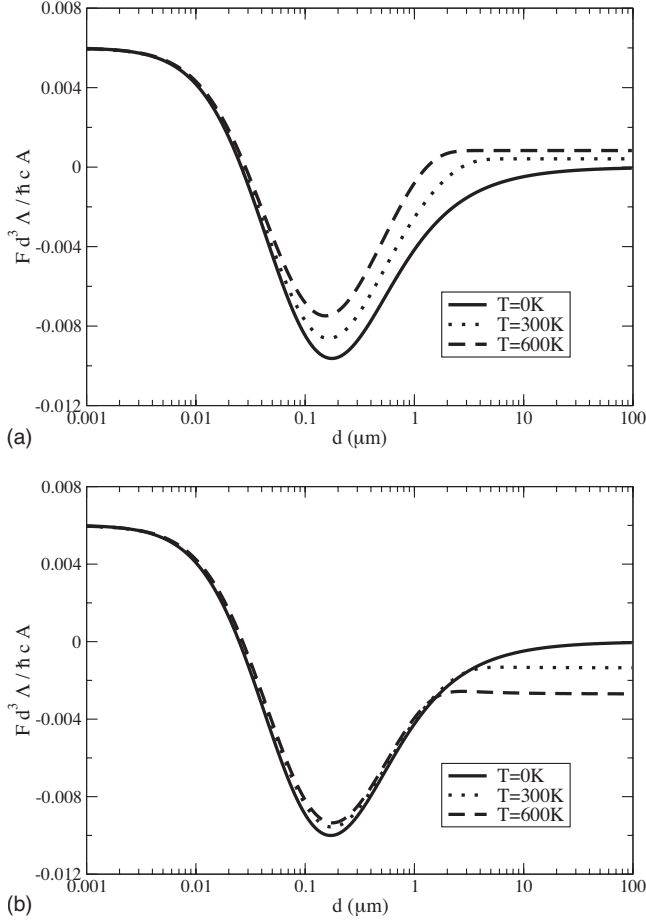 0.008
0.004
0
-0.004
-0.008
-0.012
F d³ Λ / ħ c A
T=0K
T=300K
T=600K
0.001 0.01 0.1 1 10 100
d (μm)
(a)
0.008
0.004
0
-0.004
-0.008
-0.012
F d³ Λ / ħ c A
T=0K
T=300K
T=600K
0.001 0.01 0.1 1 10 100
d (μm)
(b)